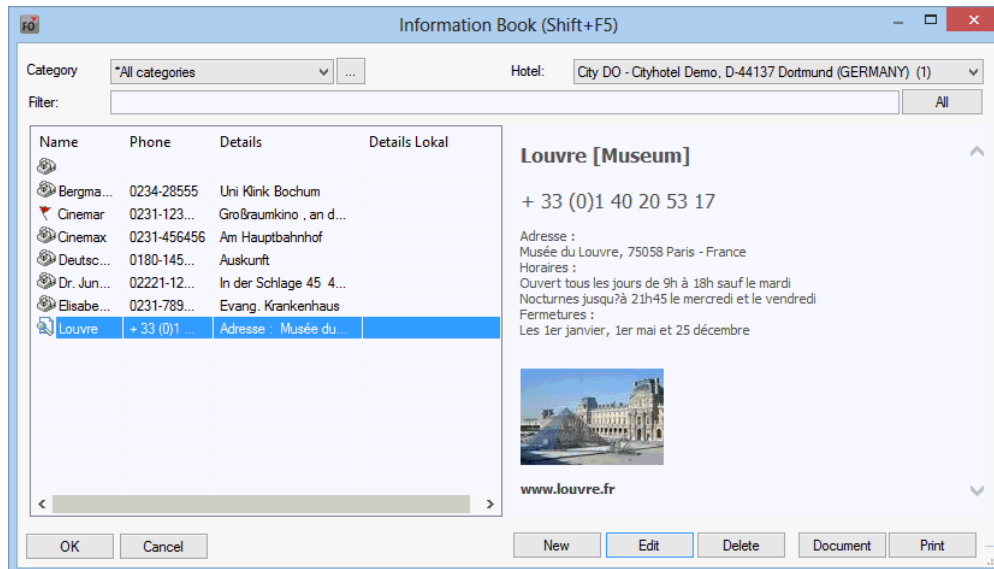 FO
Information Book (Shift+F5)
Category *All categories ... Hotel: City DO - Cityhotel Demo, D-44137 Dortmund (GERMANY) (1)
Filter: All
Name Phone Details Details Lokal
Bergma... 0234-28555 Uni Klink Bochum
Cinemar 0231-123... Großraumkino , an d...
Cinemax 0231-456456 Am Hauptbahnhof
Deutsc... 0180-145... Auskunft
Dr. Jun... 02221-12... In der Schlage 45 4...
Elisabe... 0231-789... Evang. Krankenhaus
Louvre + 33 (0)1 ... Adresse : Musée du...
Louvre [Museum]
+ 33 (0)1 40 20 53 17
Adresse :
Musée du Louvre, 75058 Paris - France
Horaires :
Ouvert tous les jours de 9h à 18h sauf le mardi
Nocturnes jusqu?à 21h45 le mercredi et le vendredi
Fermetures :
Les 1er janvier, 1er mai et 25 décembre
www.louvre.fr
OK Cancel New Edit Delete Document Print